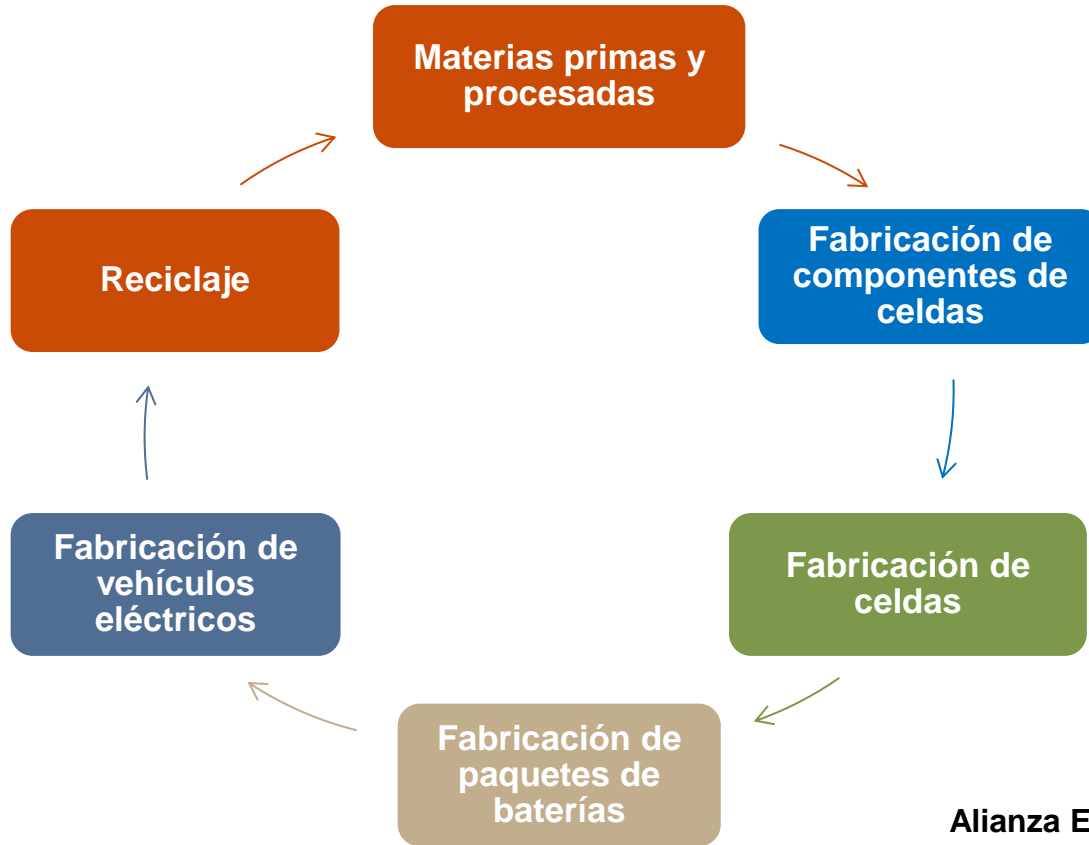 Materias primas y
procesadas
Fabricación de
componentes de
celdas
Fabricación de
celdas
Fabricación de
paquetes de
baterías
Fabricación de
vehículos
eléctricos
Reciclaje
Alianza E